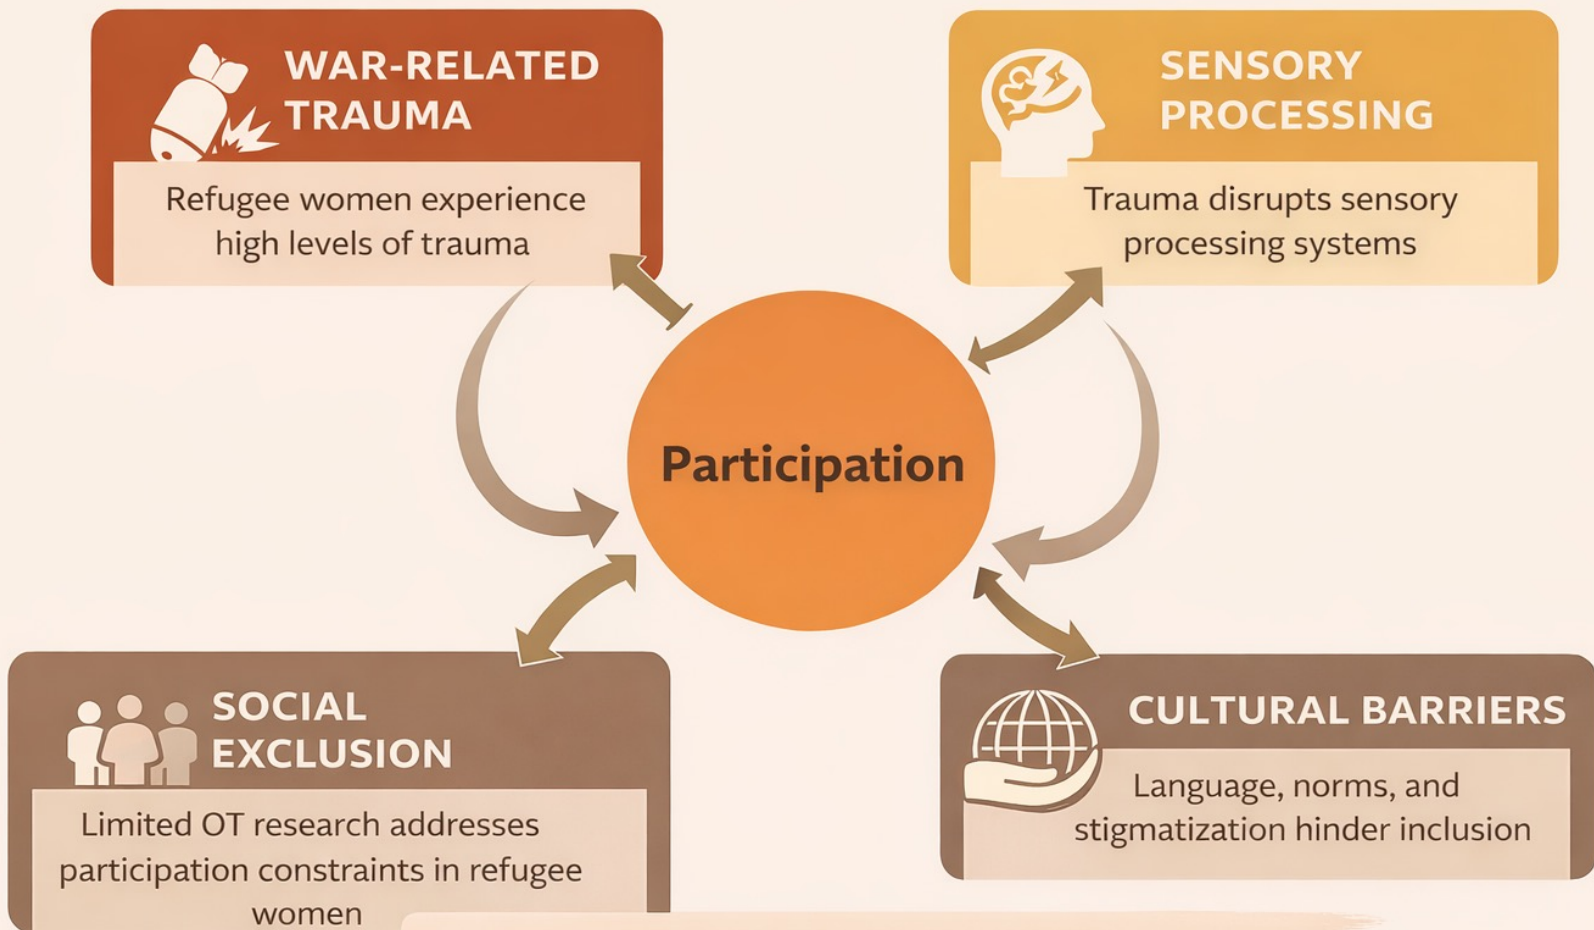 WAR-RELATED
TRAUMA
Refugee women experience
high levels of trauma
SENSORY
PROCESSING
Trauma disrupts sensory
processing systems
Participation
SOCIAL
EXCLUSION
Limited OT research addresses
participation constraints in refugee
women
CULTURAL BARRIERS
Language, norms, and
stigmatization hinder inclusion